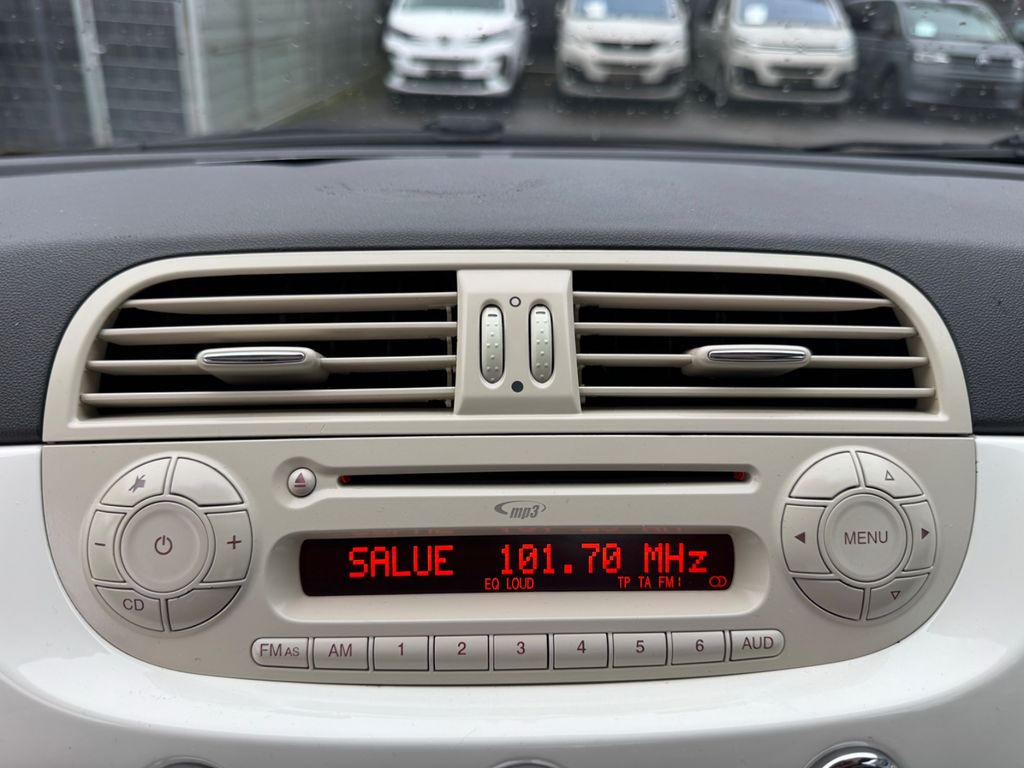 mp3
SALUE 101.70 MHz
EQ LOUD TP TA FM I
- +
CD
MENU
FM AS AM 1 2 3 4 5 6 AUD